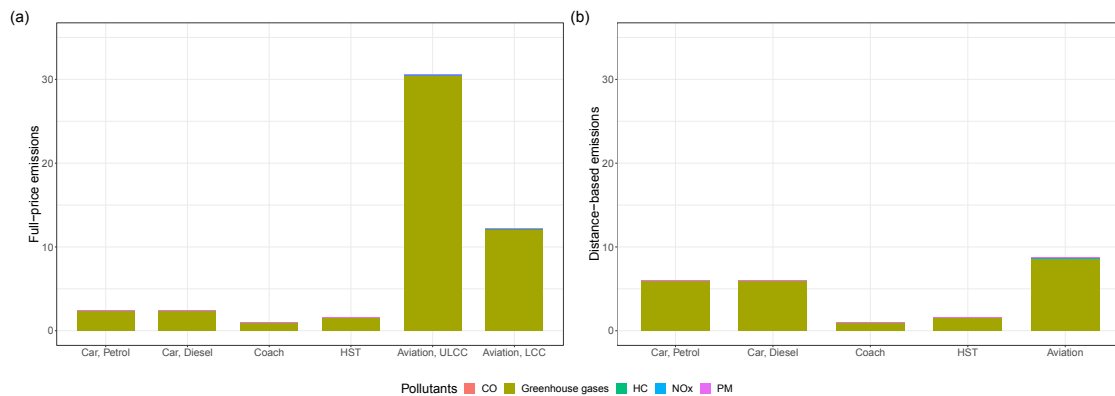 (a)
Full−price emissions
30
20
10
0
Car, Petrol Car, Diesel Coach HST Aviation, ULCC Aviation, LCC
(b)
Distance−based emissions
30
20
10
0
Car, Petrol Car, Diesel Coach HST Aviation
Pollutants CO Greenhouse gases HC NOx PM